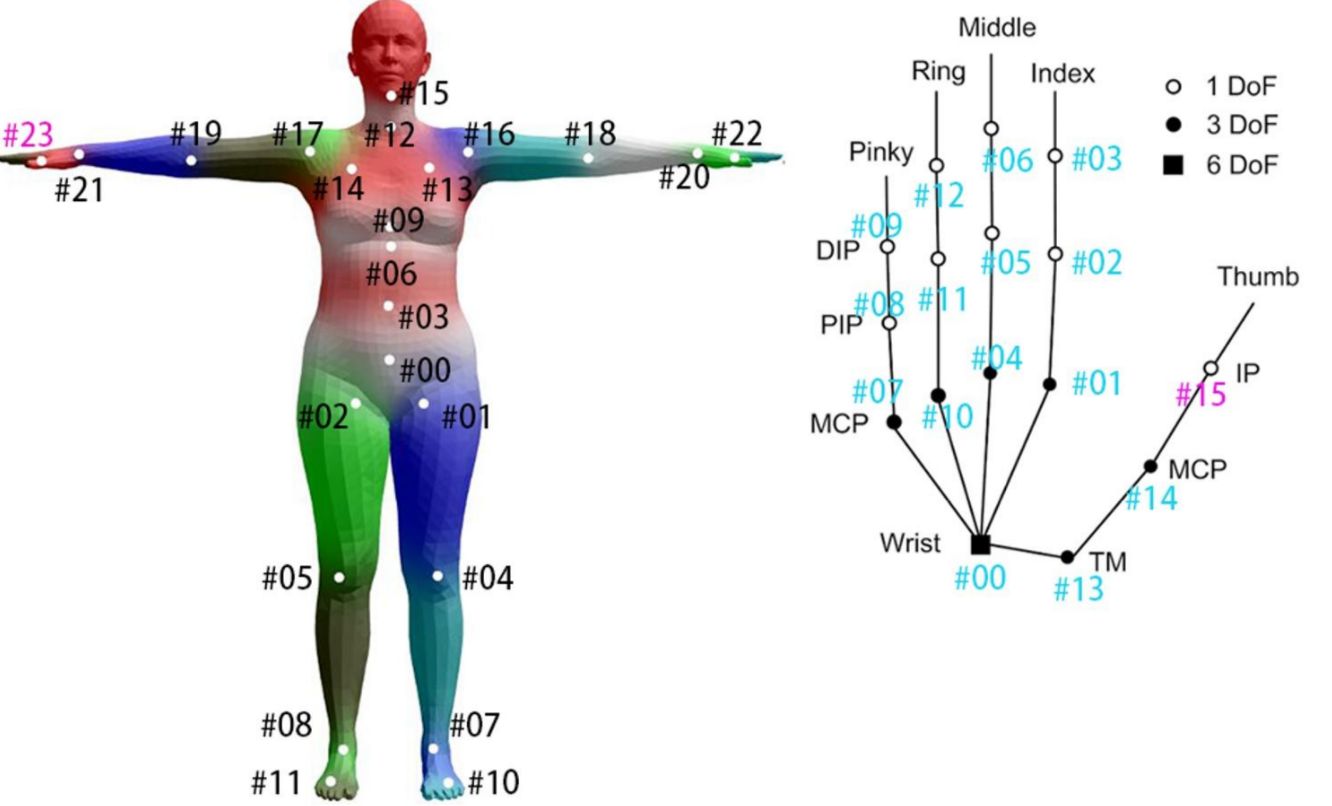 #15
#23
#19
#17
#12
#16
#18
#22
#21
#14
#13
#20
#09
#06
#03
#00
#02
#01
#05
#04
#08
#07
#11
#10
Middle
Ring
Index
1 DoF
3 DoF
6 DoF
Pinky
#06
#03
#12
#09
DIP
#05
#02
Thumb
#08
#11
PIP
#04
IP
#07
#01
#15
#10
MCP
MCP
#14
Wrist
TM
#00
#13